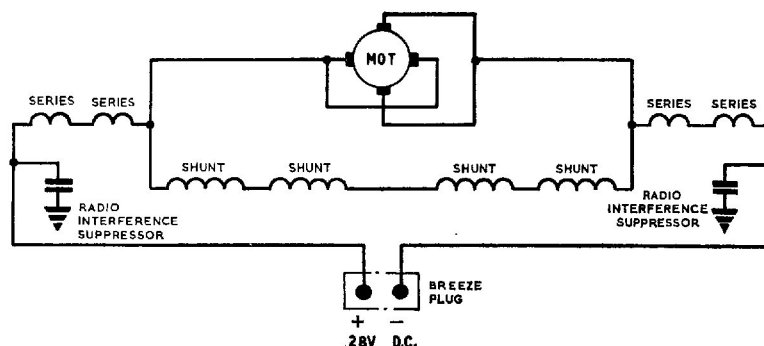 MOT
SERIES SERIES
SERIES SERIES
SHUNT SHUNT SHUNT SHUNT
RADIO
INTERFERENCE
SUPPRESSOR
RADIO
INTERFERENCE
SUPPRESSOR
BREEZE
PLUG
+ −
28V D.C.